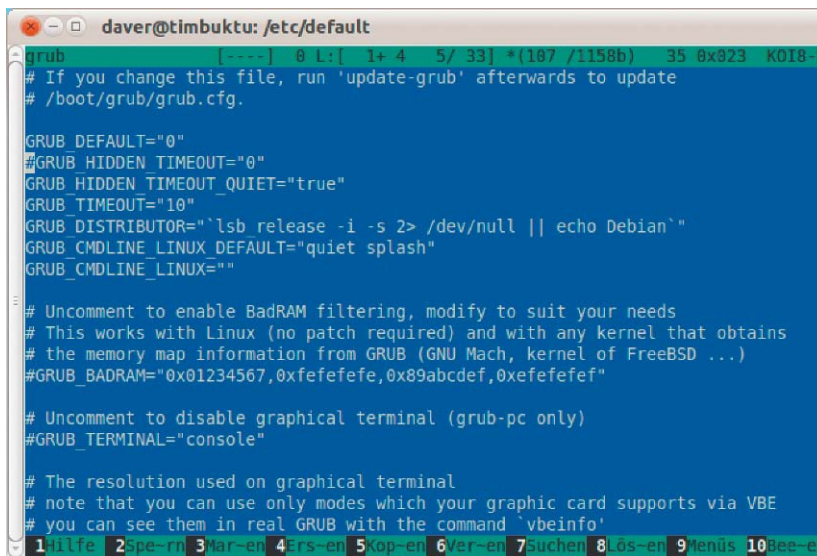 daver@timbuktu: /etc/default
grub [----] 0 L:[ 1+ 4 5/ 33] *(107 /1158b) 35 0x023 KOI8-
# If you change this file, run 'update-grub' afterwards to update
# /boot/grub/grub.cfg.
GRUB_DEFAULT="0"
#GRUB_HIDDEN_TIMEOUT="0"
GRUB_HIDDEN_TIMEOUT_QUIET="true"
GRUB_TIMEOUT="10"
GRUB_DISTRIBUTOR="`lsb_release -i -s 2> /dev/null || echo Debian`"
GRUB_CMDLINE_LINUX_DEFAULT="quiet splash"
GRUB_CMDLINE_LINUX=""
# Uncomment to enable BadRAM filtering, modify to suit your needs
# This works with Linux (no patch required) and with any kernel that obtains
# the memory map information from GRUB (GNU Mach, kernel of FreeBSD ...)
#GRUB_BADRAM="0x01234567,0xfefefefe,0x89abcdef,0xefefefef"
# Uncomment to disable graphical terminal (grub-pc only)
#GRUB_TERMINAL="console"
# The resolution used on graphical terminal
# note that you can use only modes which your graphic card supports via VBE
# you can see them in real GRUB with the command `vbeinfo'
1Hilfe 2Spe~rn 3Mar~en 4Ers~en 5Kop~en 6Ver~en 7Suchen 8Lös~en 9Menüs 10Bee~e